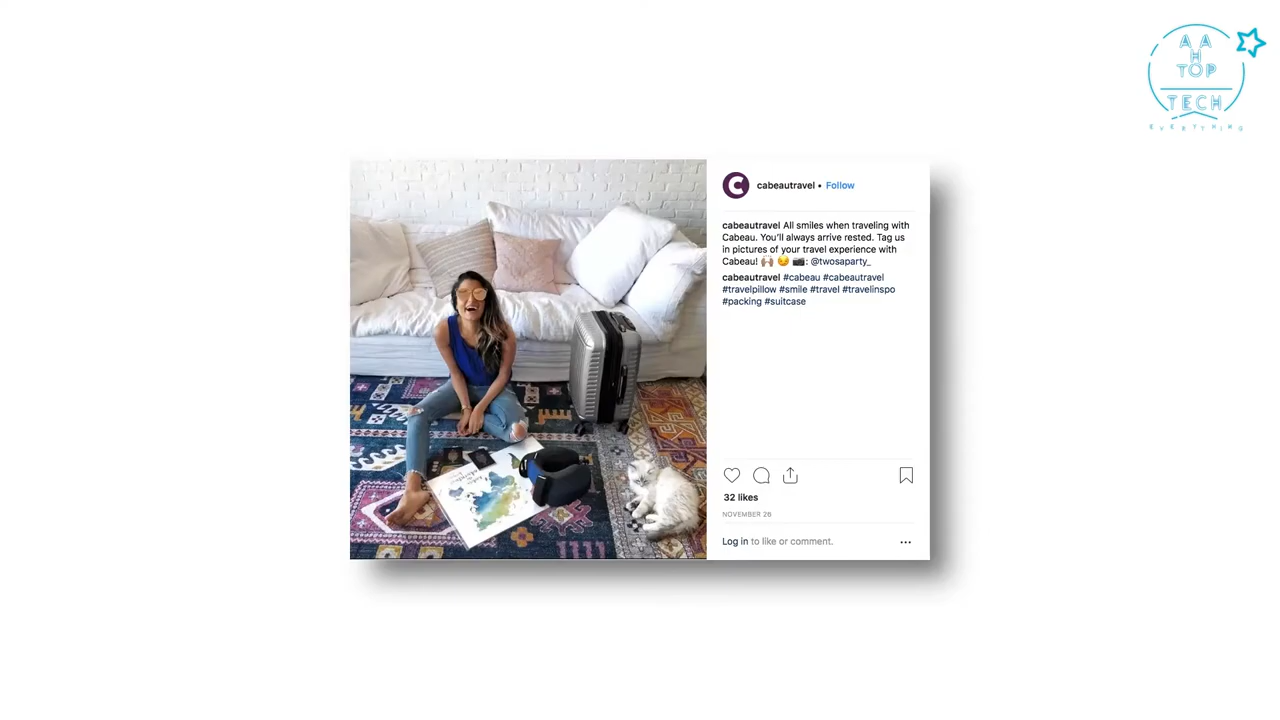 A A
H
TOP
TECH
EVERYTHING
cabeautravel • Follow
cabeautravel All smiles when traveling with
Cabeau. You'll always arrive rested. Tag us
in pictures of your travel experience with
Cabeau! 🙌🏽 😏 📷: @twosaparty_
cabeautravel #cabeau #cabeautravel
#travelpillow #smile #travel #travelinspo
#packing #suitcase
32 likes
NOVEMBER 26
Log in to like or comment.